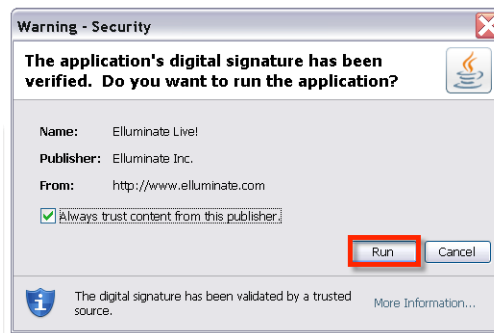 Warning - Security
The application's digital signature has been
verified.  Do you want to run the application?
Name: Elluminate Live!
Publisher: Elluminate Inc.
From: http://www.elluminate.com
Always trust content from this publisher.
Run Cancel
The digital signature has been validated by a trusted
source.
More Information...